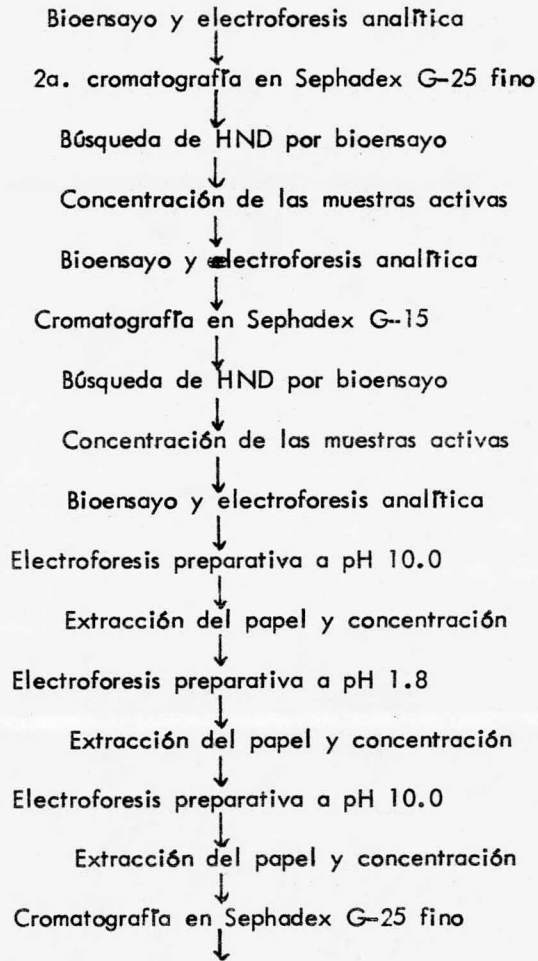 Bioensayo y electroforesis analítica
2a. cromatografía en Sephadex G-25 fino
Búsqueda de HND por bioensayo
Concentración de las muestras activas
Bioensayo y electroforesis analítica
Cromatografía en Sephadex G-15
Búsqueda de HND por bioensayo
Concentración de las muestras activas
Bioensayo y electroforesis analítica
Electroforesis preparativa a pH 10.0
Extracción del papel y concentración
Electroforesis preparativa a pH 1.8
Extracción del papel y concentración
Electroforesis preparativa a pH 10.0
Extracción del papel y concentración
Cromatografía en Sephadex G-25 fino